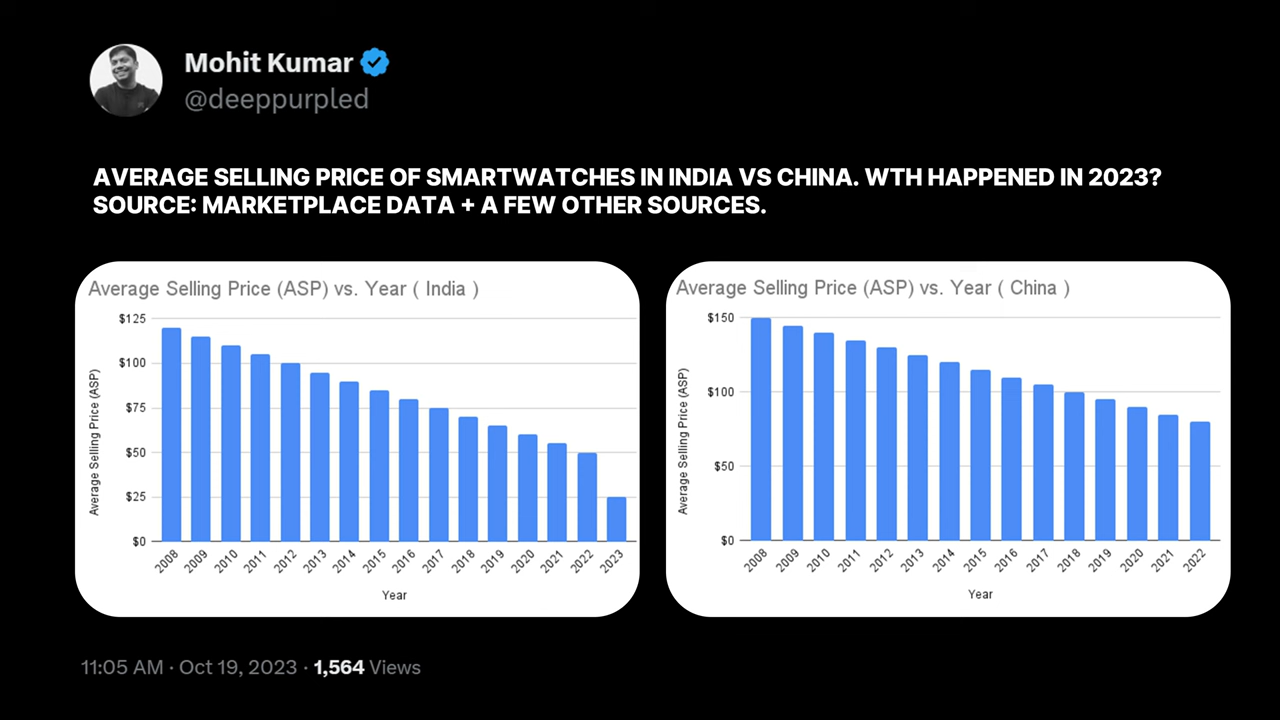 Mohit Kumar
@deeppurpled
AVERAGE SELLING PRICE OF SMARTWATCHES IN INDIA VS CHINA. WTH HAPPENED IN 2023?
SOURCE: MARKETPLACE DATA + A FEW OTHER SOURCES.
Average Selling Price (ASP) vs. Year ( India )
Average Selling Price (ASP)
$125
$100
$75
$50
$25
$0
2008 2009 2010 2011 2012 2013 2014 2015 2016 2017 2018 2019 2020 2021 2022 2023
Year
Average Selling Price (ASP) vs. Year ( China )
Average Selling Price (ASP)
$150
$100
$50
$0
2008 2009 2010 2011 2012 2013 2014 2015 2016 2017 2018 2019 2020 2021 2022
Year
11:05 AM · Oct 19, 2023 · 1,564 Views